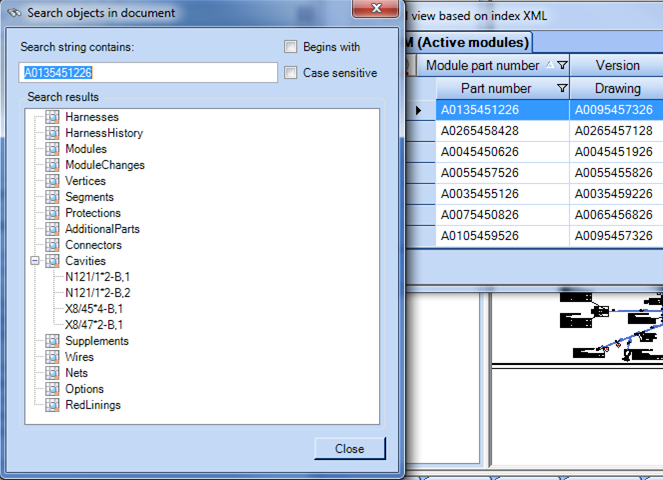 Search objects in document
Search string contains:
Begins with
A0135451226
Case sensitive
Search results
Harnesses
HarnessHistory
Modules
ModuleChanges
Vertices
Segments
Protections
AdditionalParts
Connectors
Cavities
N121/1*2-B,1
N121/1*2-B,2
X8/45*4-B,1
X8/47*2-B,1
Supplements
Wires
Nets
Options
RedLinings
Close
view based on index XML
M (Active modules)
Module part number Version
Part number Drawing
A0135451226 A0095457326
A0265458428 A0265457128
A0045450626 A0045451926
A0055457526 A0055455826
A0035455126 A0035459226
A0075450826 A0065456826
A0105459526 A0095457326